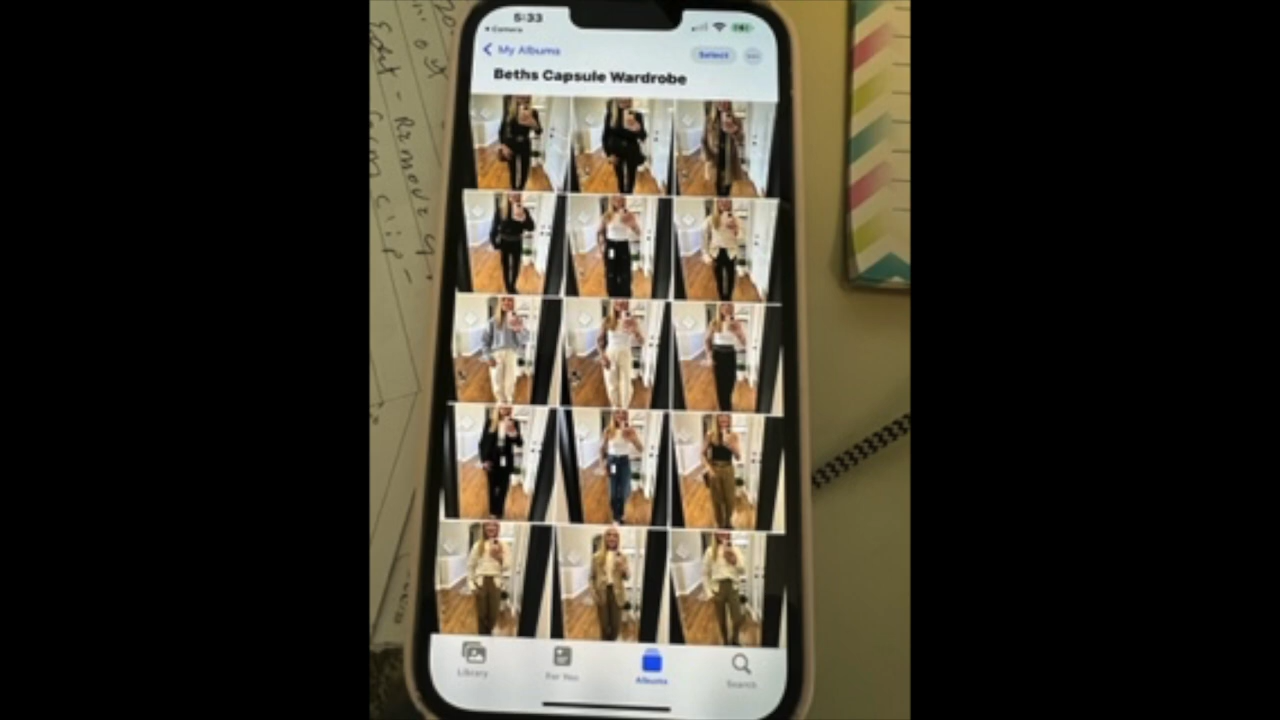 5:33
Camera
My Albums
Select
Beths Capsule Wardrobe
Library
For You
Albums
Search